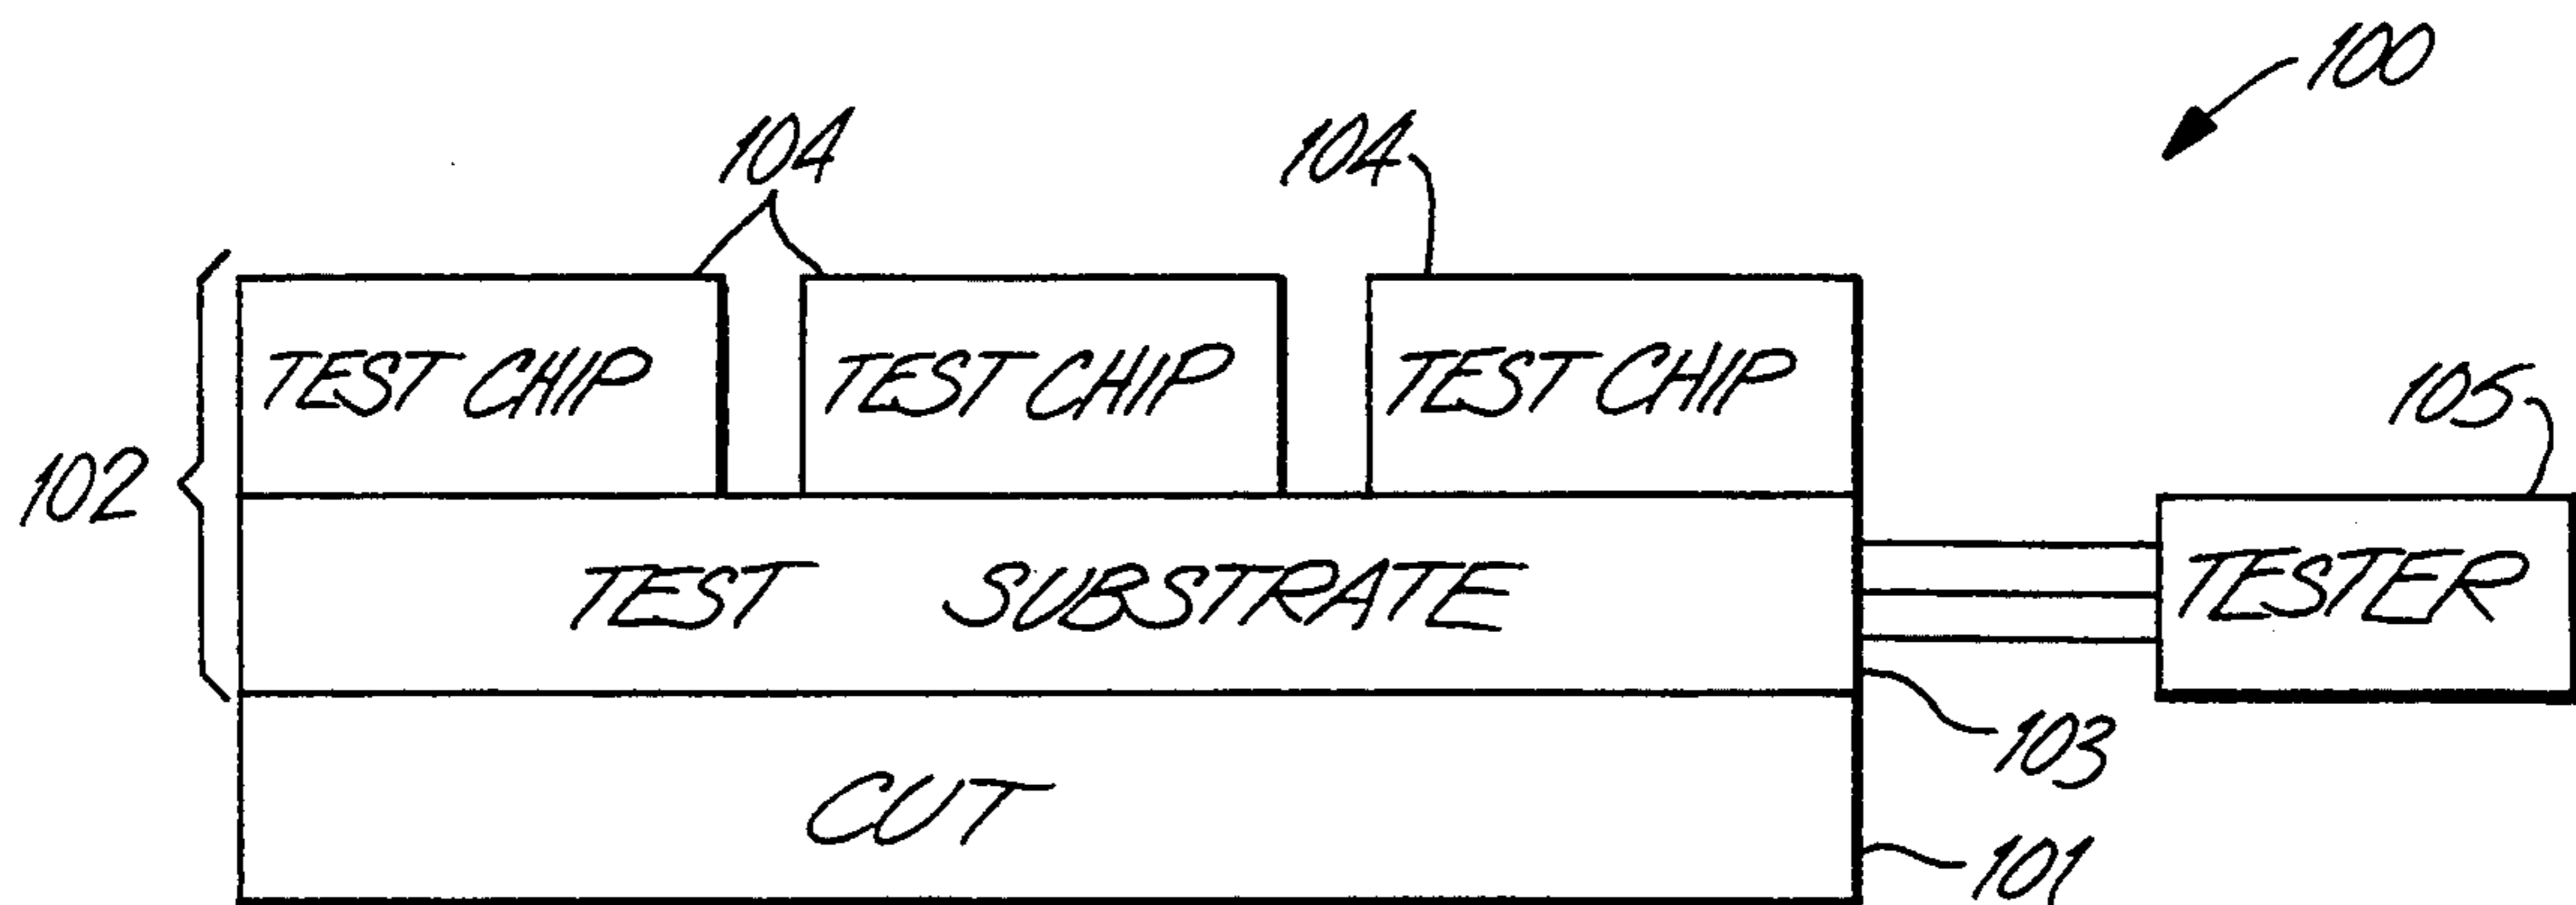 100
104 104
TEST CHIP TEST CHIP TEST CHIP
105
102
TEST SUBSTRATE TESTER
103
CUT
101